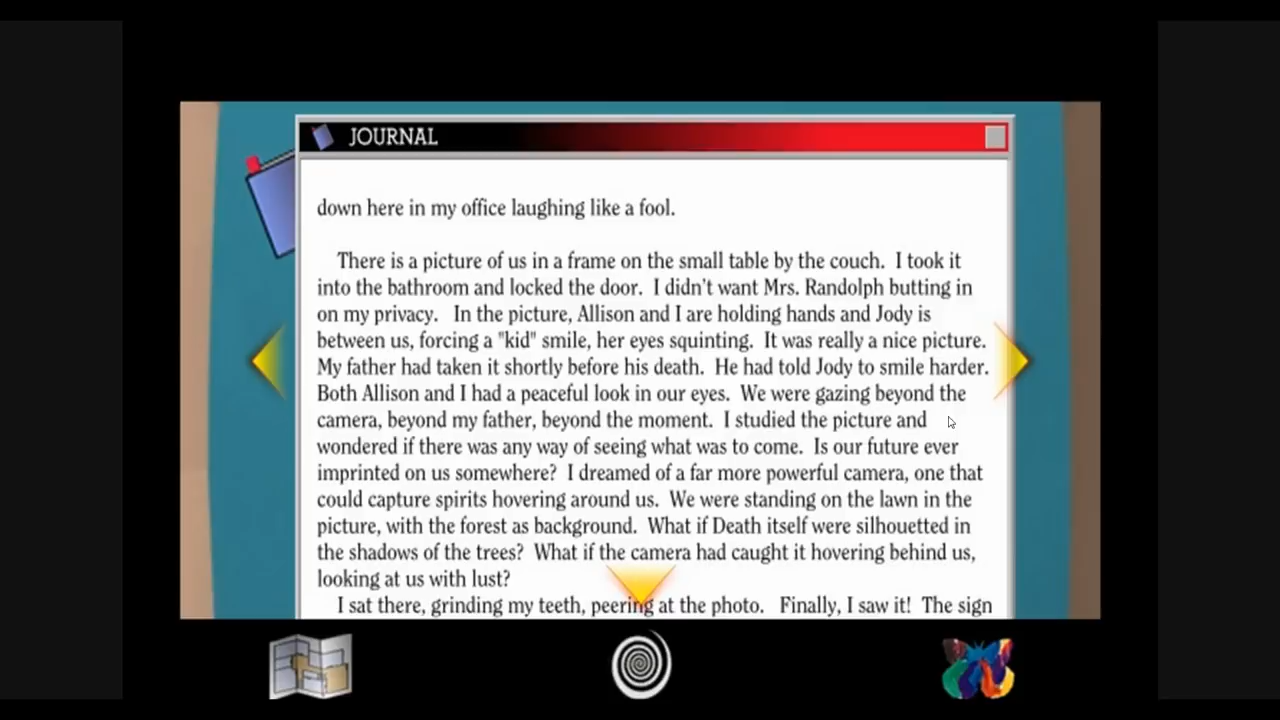 JOURNAL
down here in my office laughing like a fool.
There is a picture of us in a frame on the small table by the couch. I took it
into the bathroom and locked the door. I didn't want Mrs. Randolph butting in
on my privacy. In the picture, Allison and I are holding hands and Jody is
between us, forcing a "kid" smile, her eyes squinting. It was really a nice picture.
My father had taken it shortly before his death. He had told Jody to smile harder.
Both Allison and I had a peaceful look in our eyes. We were gazing beyond the
camera, beyond my father, beyond the moment. I studied the picture and
wondered if there was any way of seeing what was to come. Is our future ever
imprinted on us somewhere? I dreamed of a far more powerful camera, one that
could capture spirits hovering around us. We were standing on the lawn in the
picture, with the forest as background. What if Death itself were silhouetted in
the shadows of the trees? What if the camera had caught it hovering behind us,
looking at us with lust?
I sat there, grinding my teeth, peering at the photo. Finally, I saw it! The sign